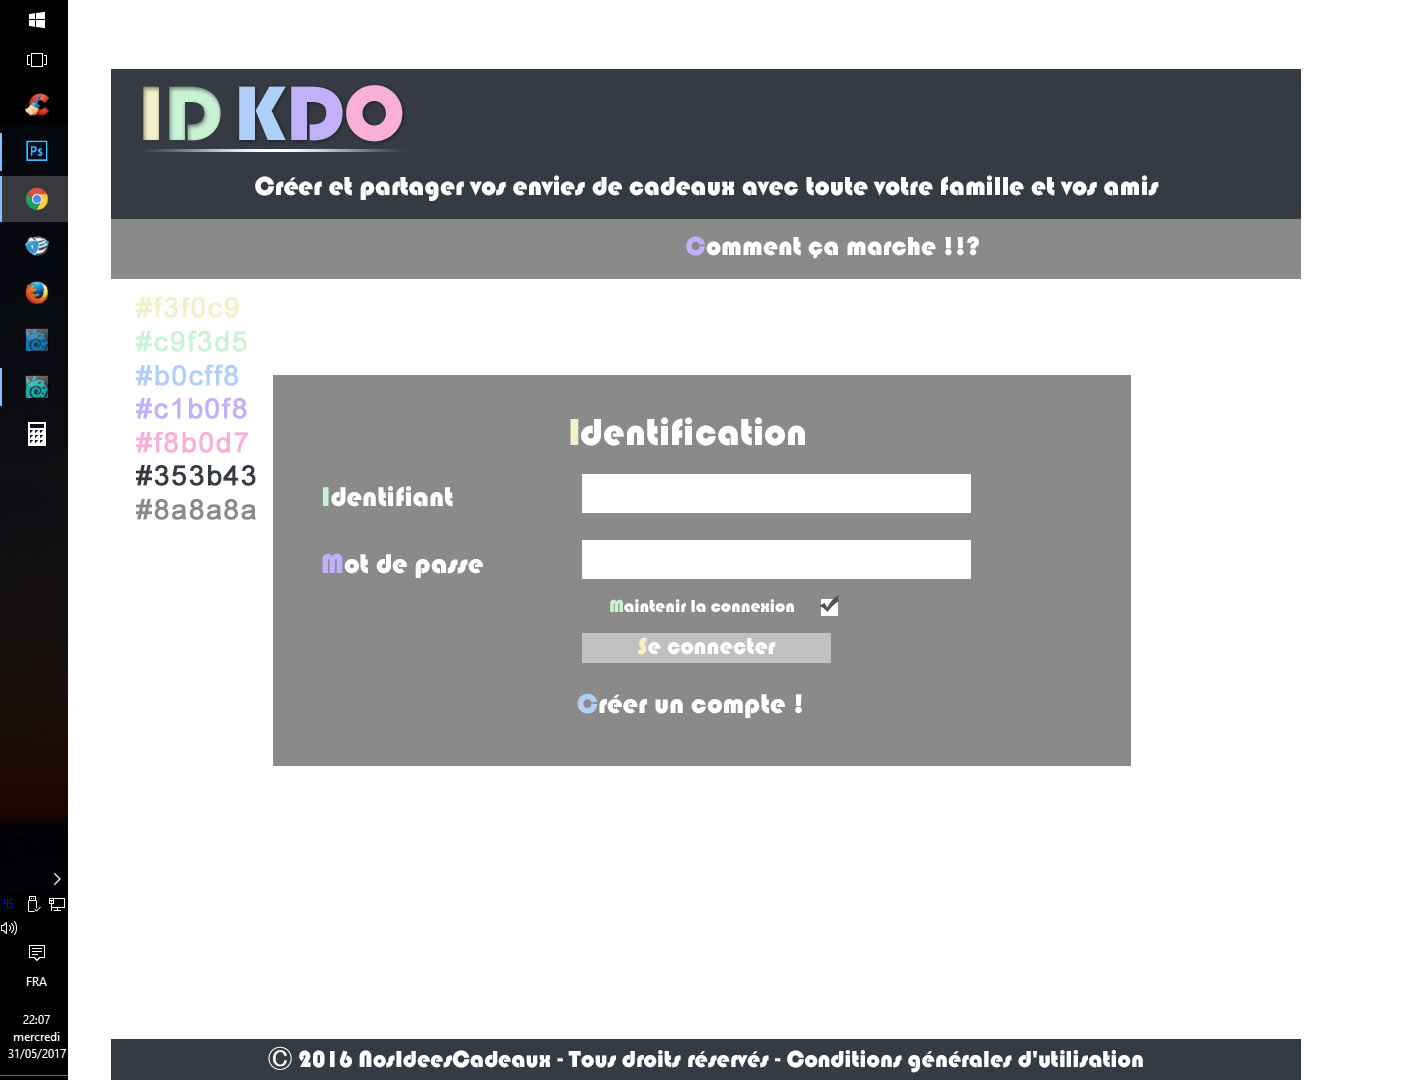 ID KDO
Créer et partager vos envies de cadeaux avec toute votre famille et vos amis
Comment ça marche !!?
#f3f0c9
#c9f3d5
#b0cff8
#c1b0f8
#f8b0d7
#353b43
#8a8a8a
Identification
Identifiant
Mot de passe
Maintenir la connexion
Se connecter
Créer un compte !
© 2016 NosIdeesCadeaux - Tous droits réservés - Conditions générales d'utilisation
Ps
45
FRA
22:07
mercredi
31/05/2017